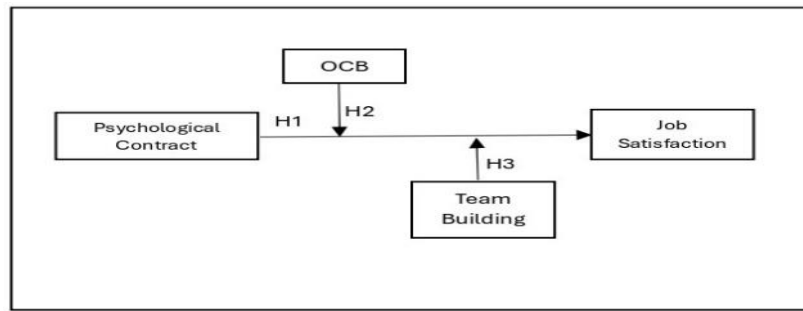 OCB
H1
H2
Psychological
Contract
Job
Satisfaction
H3
Team
Building